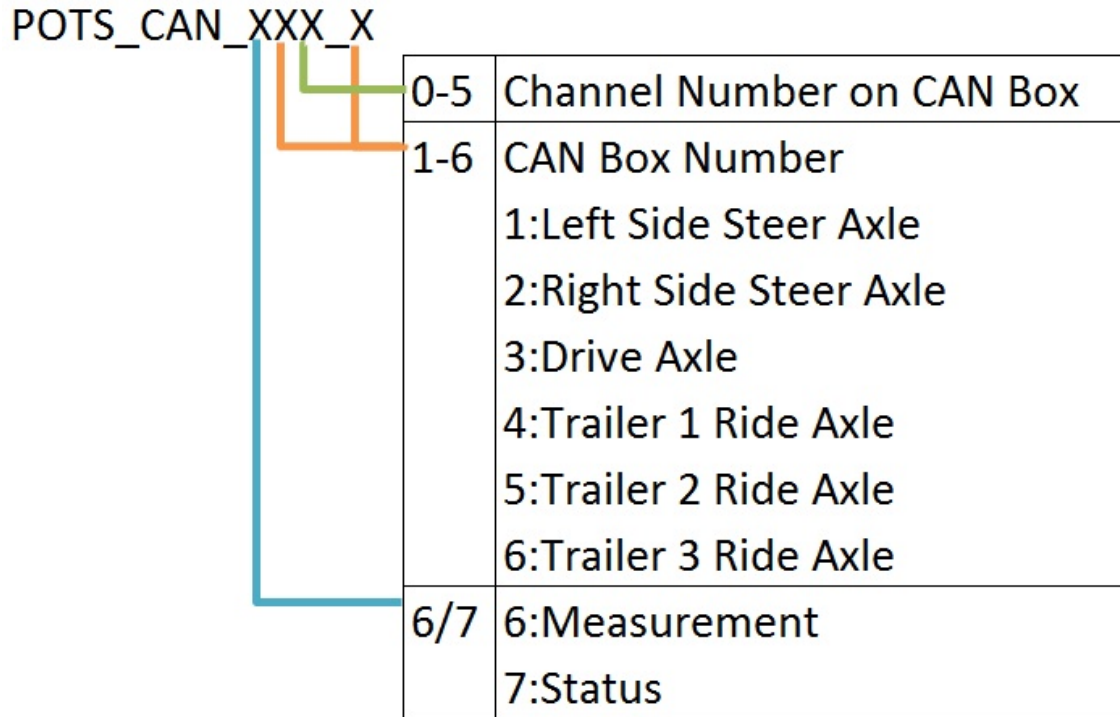 POTS_CAN_XXX_X
0-5 Channel Number on CAN Box
1-6 CAN Box Number
1:Left Side Steer Axle
2:Right Side Steer Axle
3:Drive Axle
4:Trailer 1 Ride Axle
5:Trailer 2 Ride Axle
6:Trailer 3 Ride Axle
6/7 6:Measurement
7:Status